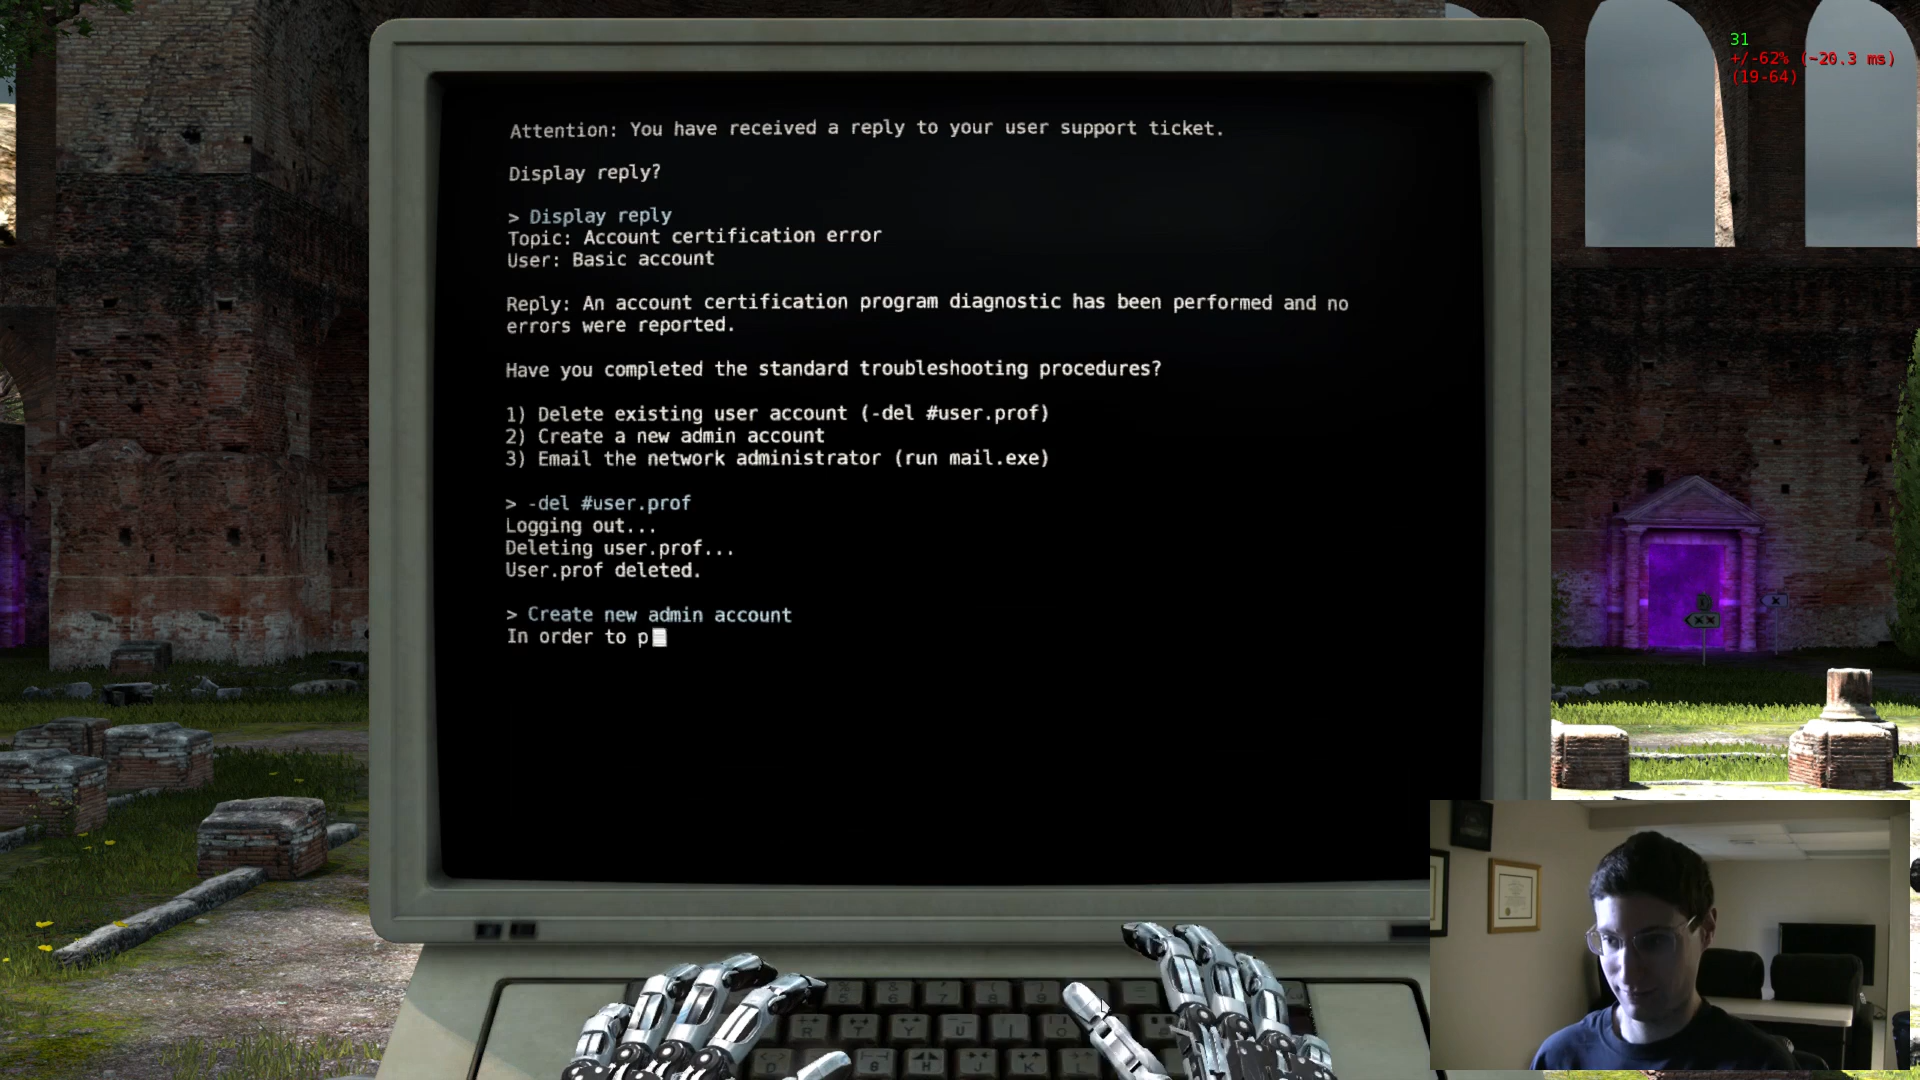 31
+/-62% (~20.3 ms)
(19-64)
Attention: You have received a reply to your user support ticket.
Display reply?
> Display reply
Topic: Account certification error
User: Basic account
Reply: An account certification program diagnostic has been performed and no
errors were reported.
Have you completed the standard troubleshooting procedures?
1) Delete existing user account (-del #user.prof)
2) Create a new admin account
3) Email the network administrator (run mail.exe)
> -del #user.prof
Logging out...
Deleting user.prof...
User.prof deleted.
> Create new admin account
In order to p